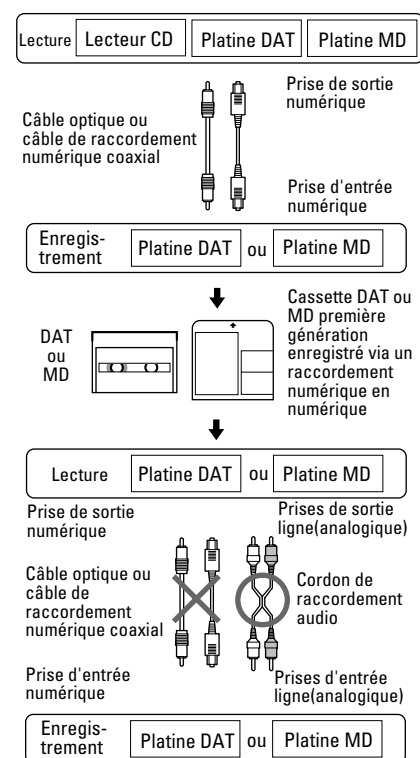 Lecture Lecteur CD Platine DAT Platine MD
Prise de sortie
numérique
Câble optique ou
câble de raccordement
numérique coaxial
Prise d'entrée
numérique
Enregis-
trement
Platine DAT ou Platine MD
DAT
ou
MD
Cassette DAT ou
MD première
génération
enregistré via un
raccordement
numérique en
numérique
Lecture Platine DAT ou Platine MD
Prise de sortie
numérique
Prises de sortie
ligne(analogique)
Câble optique ou
câble de
raccordement
numérique coaxial
Cordon de
raccordement
audio
Prise d'entrée
numérique
Prises d'entrée
ligne(analogique)
Enregis-
trement
Platine DAT ou Platine MD